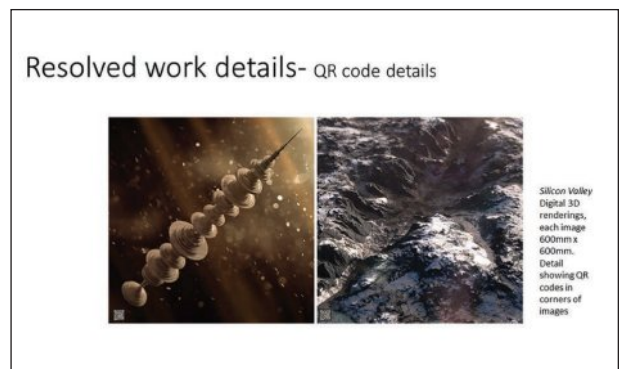 Resolved work details- QR code details
Silicon Valley
Digital 3D
renderings,
each image
600mm x
600mm.
Detail
showing QR
codes in
corners of
images